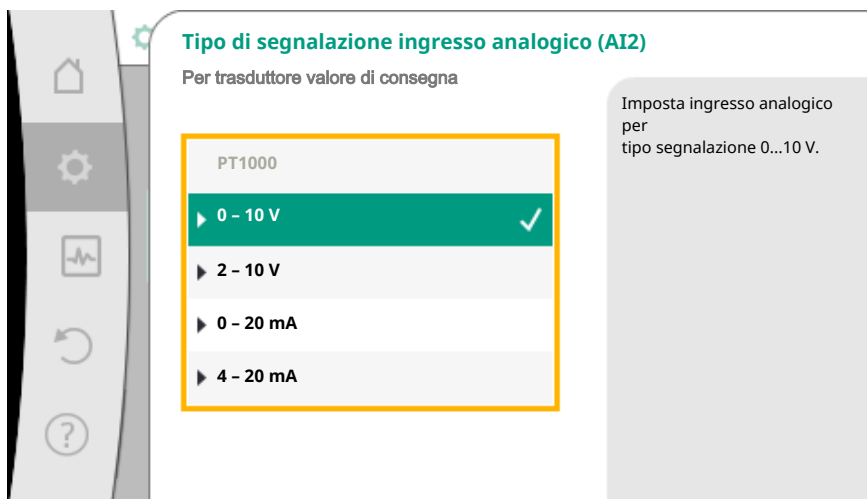 Tipo di segnalazione ingresso analogico (AI2)
Per trasduttore valore di consegna
PT1000
0 – 10 V
2 – 10 V
0 – 20 mA
4 – 20 mA
Imposta ingresso analogico
per
tipo segnalazione 0...10 V.
?